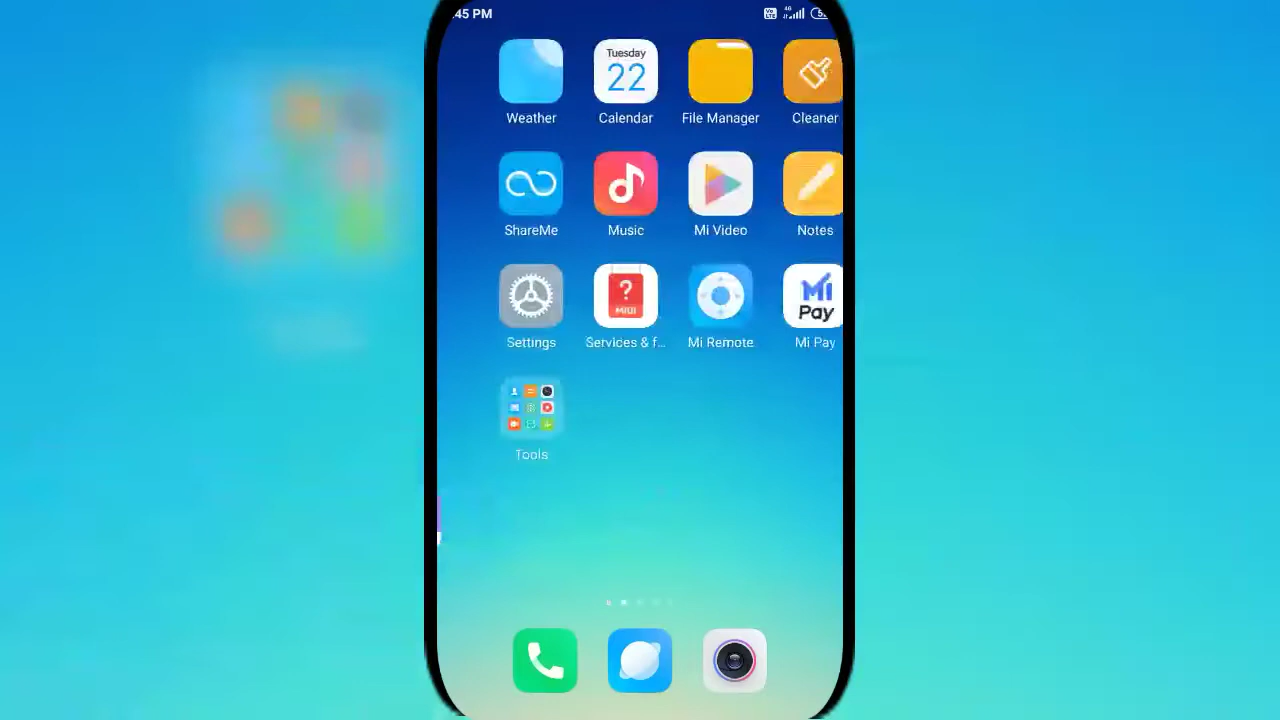 :45 PM
Tuesday
22
Weather
Calendar
File Manager
Cleaner
ShareMe
Music
Mi Video
Notes
?
MIUI
Mi
Pay
Settings
Services & f...
Mi Remote
Mi Pay
Tools